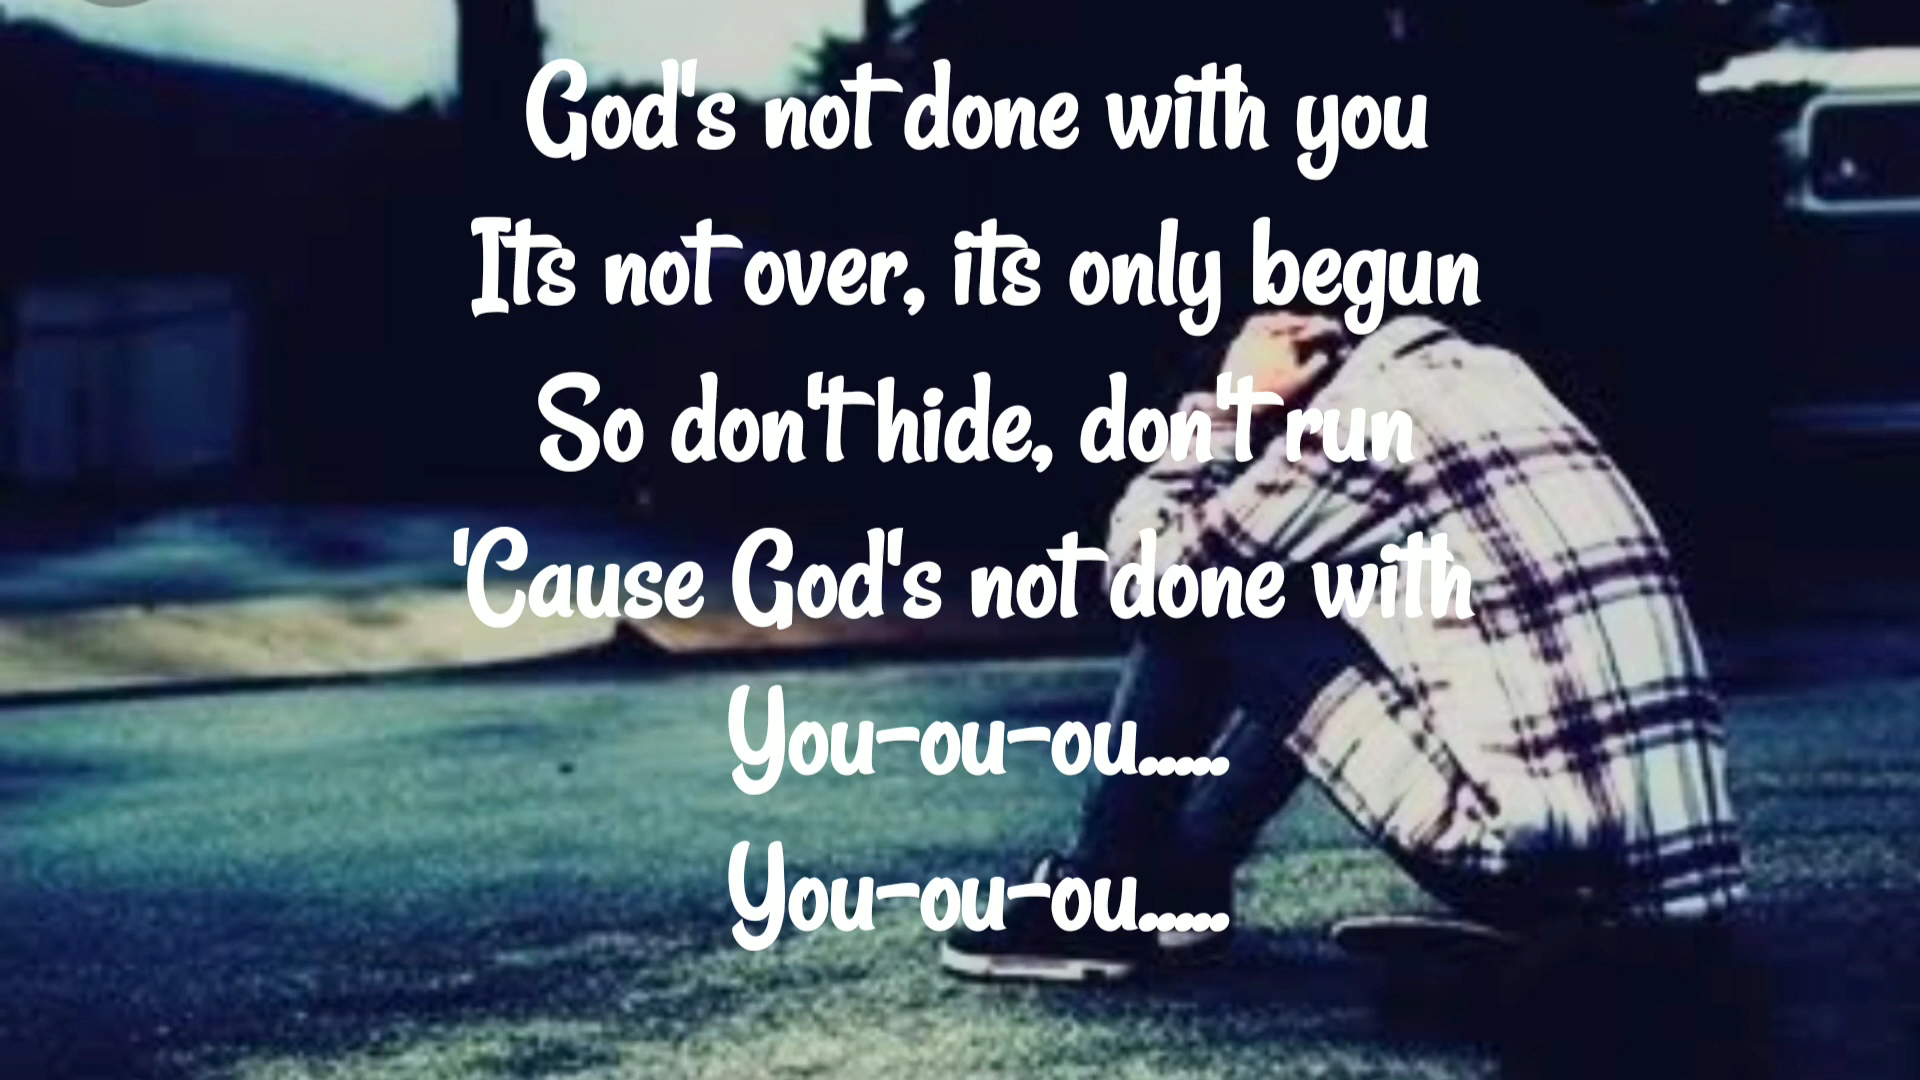 God's not done with you
Its not over, its only begun
So don't hide, don't run
'Cause God's not done with
You-ou-ou.....
You-ou-ou.....